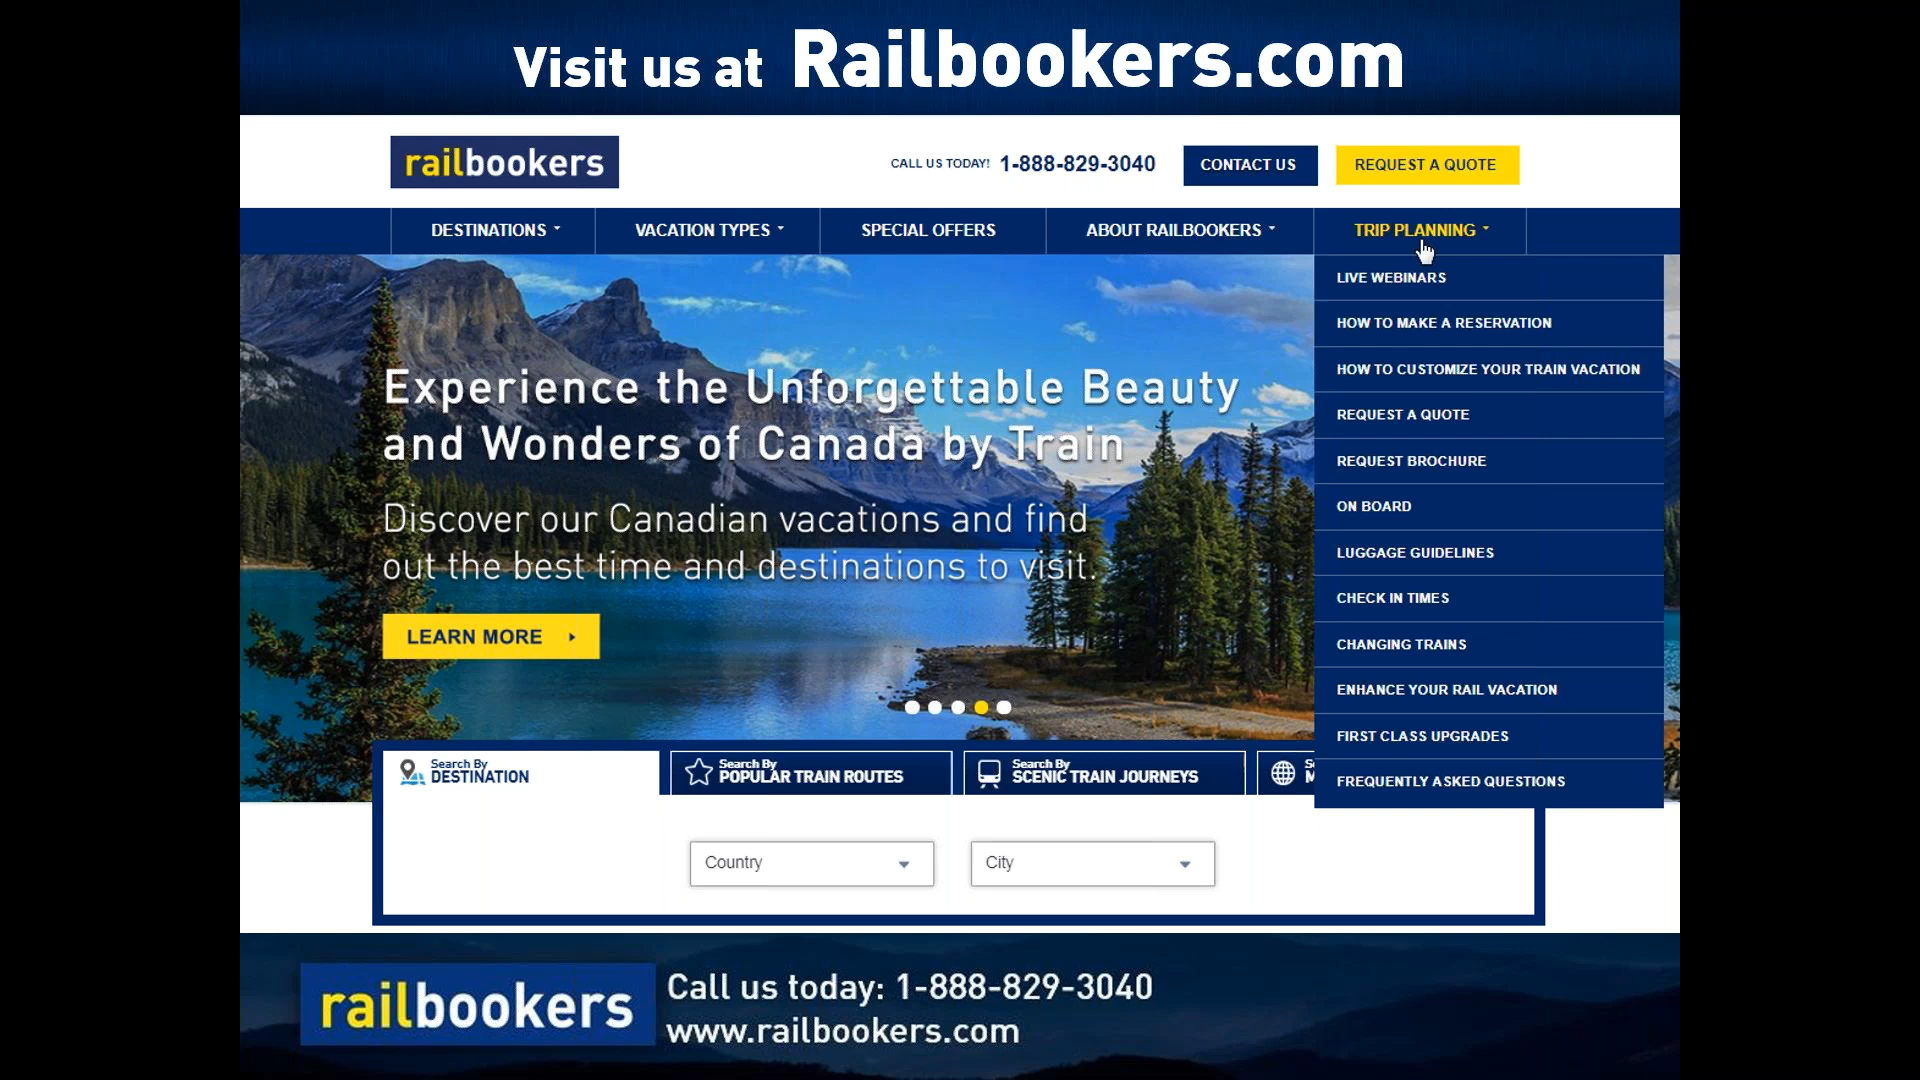 Visit us at Railbookers.com
railbookers
CALL US TODAY! 1-888-829-3040
CONTACT US
REQUEST A QUOTE
DESTINATIONS
VACATION TYPES
SPECIAL OFFERS
ABOUT RAILBOOKERS
TRIP PLANNING
LIVE WEBINARS
HOW TO MAKE A RESERVATION
HOW TO CUSTOMIZE YOUR TRAIN VACATION
REQUEST A QUOTE
REQUEST BROCHURE
ON BOARD
LUGGAGE GUIDELINES
CHECK IN TIMES
CHANGING TRAINS
ENHANCE YOUR RAIL VACATION
FIRST CLASS UPGRADES
FREQUENTLY ASKED QUESTIONS
Experience the Unforgettable Beauty
and Wonders of Canada by Train
Discover our Canadian vacations and find
out the best time and destinations to visit.
LEARN MORE
Search By
DESTINATION
Search By
POPULAR TRAIN ROUTES
Search By
SCENIC TRAIN JOURNEYS
Country
City
railbookers
Call us today: 1-888-829-3040
www.railbookers.com